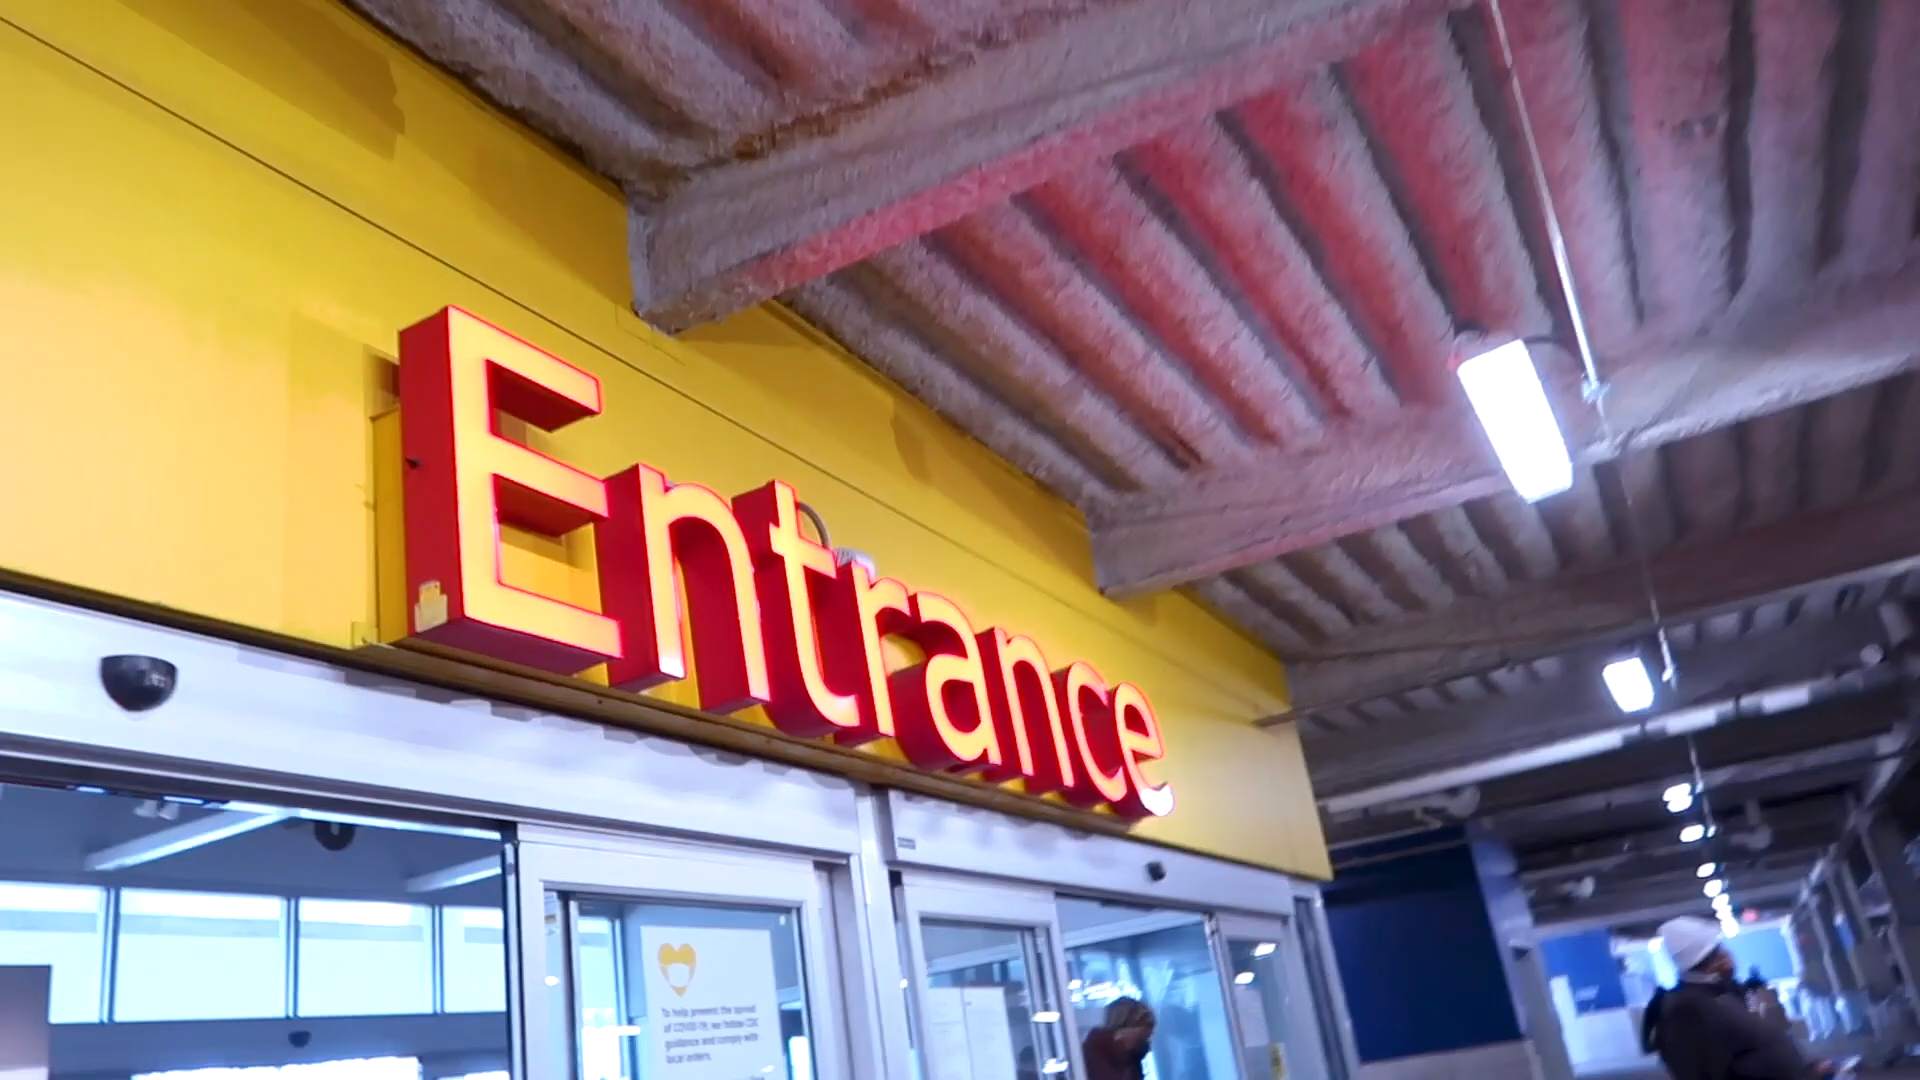 Entrance
To help prevent the spread
of COVID-19, we follow CDC
guidance and comply with
local orders.